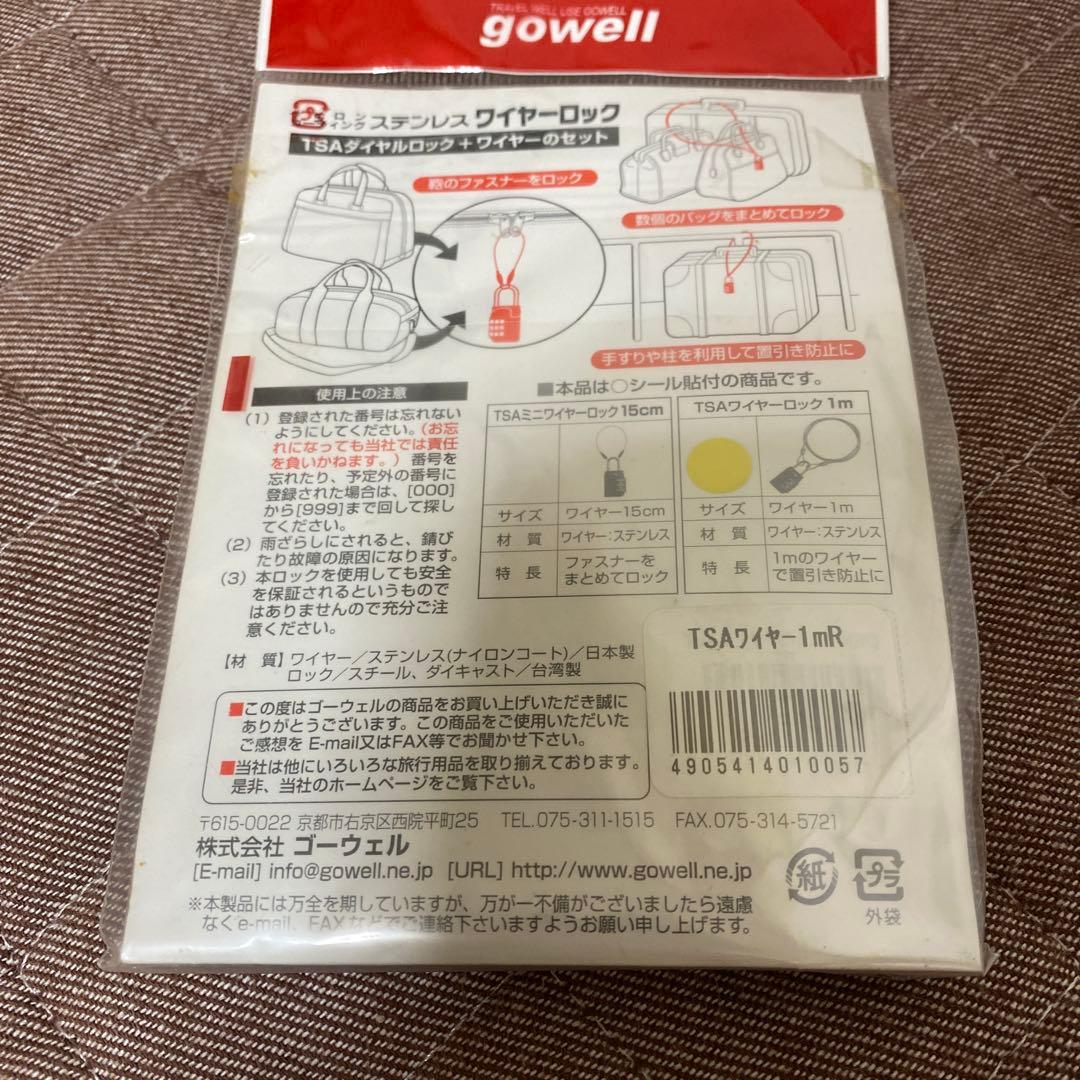 TRAVEL WELL USE GOWELL
gowell
ロックイング ステンレス ワイヤーロック
TSAダイヤルロック+ワイヤーのセット
鞄のファスナーをロック
数個のバッグをまとめてロック
手すりや柱を利用して置引き防止に
■本品は○シール貼付の商品です。
TSAミニワイヤーロック15cm
サイズ ワイヤー15cm
材質 ワイヤー:ステンレス
特長 ファスナーを
まとめてロック
TSAワイヤーロック1m
サイズ ワイヤー1m
材質 ワイヤー:ステンレス
特長 1mのワイヤー
で置引き防止に
使用上の注意
(1) 登録された番号は忘れない
ようにしてください。(お忘
れになっても当社では責任
を負いかねます。) 番号を
忘れたり、予定外の番号に
登録された場合は、[000]
から[999]まで回して探し
てください。
(2) 雨ざらしにされると、錆び
たり故障の原因になります。
(3) 本ロックを使用しても安全
を保証されるというもので
はありませんので充分ご注
意ください。
【材 質】ワイヤー/ステンレス(ナイロンコート)/日本製
ロック/スチール、ダイキャスト/台湾製
■この度はゴーウェルの商品をお買い上げいただき誠に
ありがとうございます。この商品をご使用いただいた
ご感想を E-mail又はFAX等でお聞かせ下さい。
■当社は他にいろいろな旅行用品を取り揃えております。
是非、当社のホームページをご覧下さい。
TSAワイヤ-1mR
4905414010057
〒615-0022 京都市右京区西院平町25 TEL.075-311-1515 FAX.075-314-5721
株式会社 ゴーウェル
[E-mail] info@gowell.ne.jp [URL] http://www.gowell.ne.jp
※本製品には万全を期していますが、万が一不備がございましたら遠慮
なくe-mail、FAXなどでご連絡下さいますようお願い申し上げます。
紙
プラ
外袋